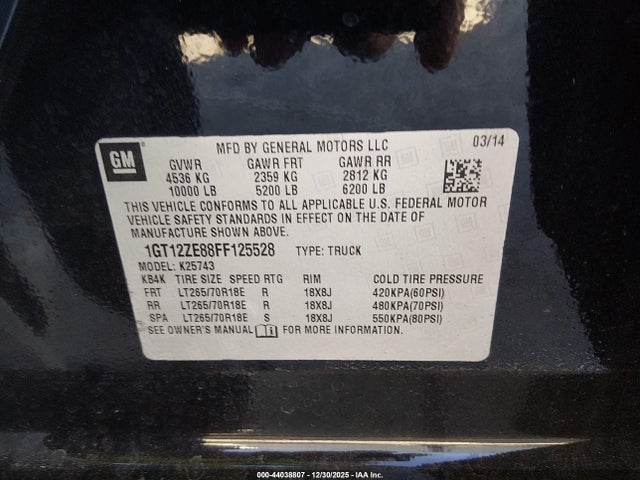 GM
MFD BY GENERAL MOTORS LLC 03/14
GVWR GAWR FRT GAWR RR
4536 KG 2359 KG 2812 KG
10000 LB 5200 LB 6200 LB
THIS VEHICLE CONFORMS TO ALL APPLICABLE U.S. FEDERAL MOTOR
VEHICLE SAFETY STANDARDS IN EFFECT ON THE DATE OF
MANUFACTURE SHOWN ABOVE.
1GT12ZE88FF125528 TYPE: TRUCK
MODEL: K25743
KB4K TIRE SIZE SPEED RTG RIM COLD TIRE PRESSURE
FRT LT265/70R18E R 18X8J 420KPA(60PSI)
RR LT265/70R18E R 18X8J 480KPA(70PSI)
SPA LT265/70R18E S 18X8J 550KPA(80PSI)
SEE OWNER'S MANUAL FOR MORE INFORMATION.
000-44038807 - 12/30/2025 - IAA Inc.